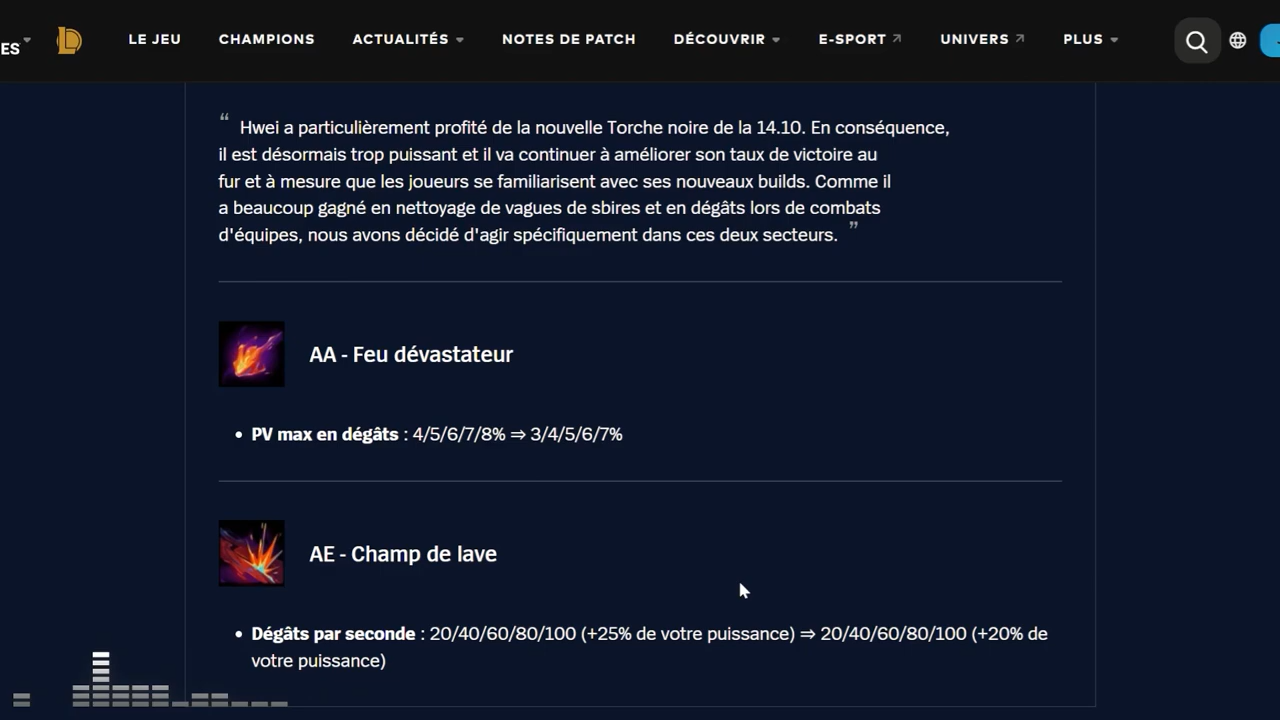 ES
LE JEU CHAMPIONS ACTUALITÉS NOTES DE PATCH DÉCOUVRIR E-SPORT UNIVERS PLUS
“ Hwei a particulièrement profité de la nouvelle Torche noire de la 14.10. En conséquence,
il est désormais trop puissant et il va continuer à améliorer son taux de victoire au
fur et à mesure que les joueurs se familiarisent avec ses nouveaux builds. Comme il
a beaucoup gagné en nettoyage de vagues de sbires et en dégâts lors de combats
d'équipes, nous avons décidé d'agir spécifiquement dans ces deux secteurs. ”
AA - Feu dévastateur
• PV max en dégâts : 4/5/6/7/8% ⇒ 3/4/5/6/7%
AE - Champ de lave
• Dégâts par seconde : 20/40/60/80/100 (+25% de votre puissance) ⇒ 20/40/60/80/100 (+20% de
votre puissance)